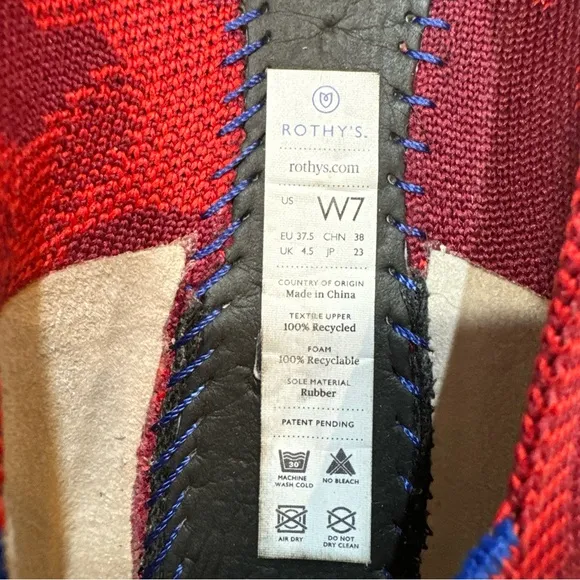 ROTHY'S.
rothys.com
US W7
EU 37.5 CHN 38
UK 4.5 JP 23
COUNTRY OF ORIGIN
Made in China
TEXTILE UPPER
100% Recycled
FOAM
100% Recyclable
SOLE MATERIAL
Rubber
PATENT PENDING
30°
MACHINE WASH COLD
NO BLEACH
AIR DRY
DO NOT DRY CLEAN